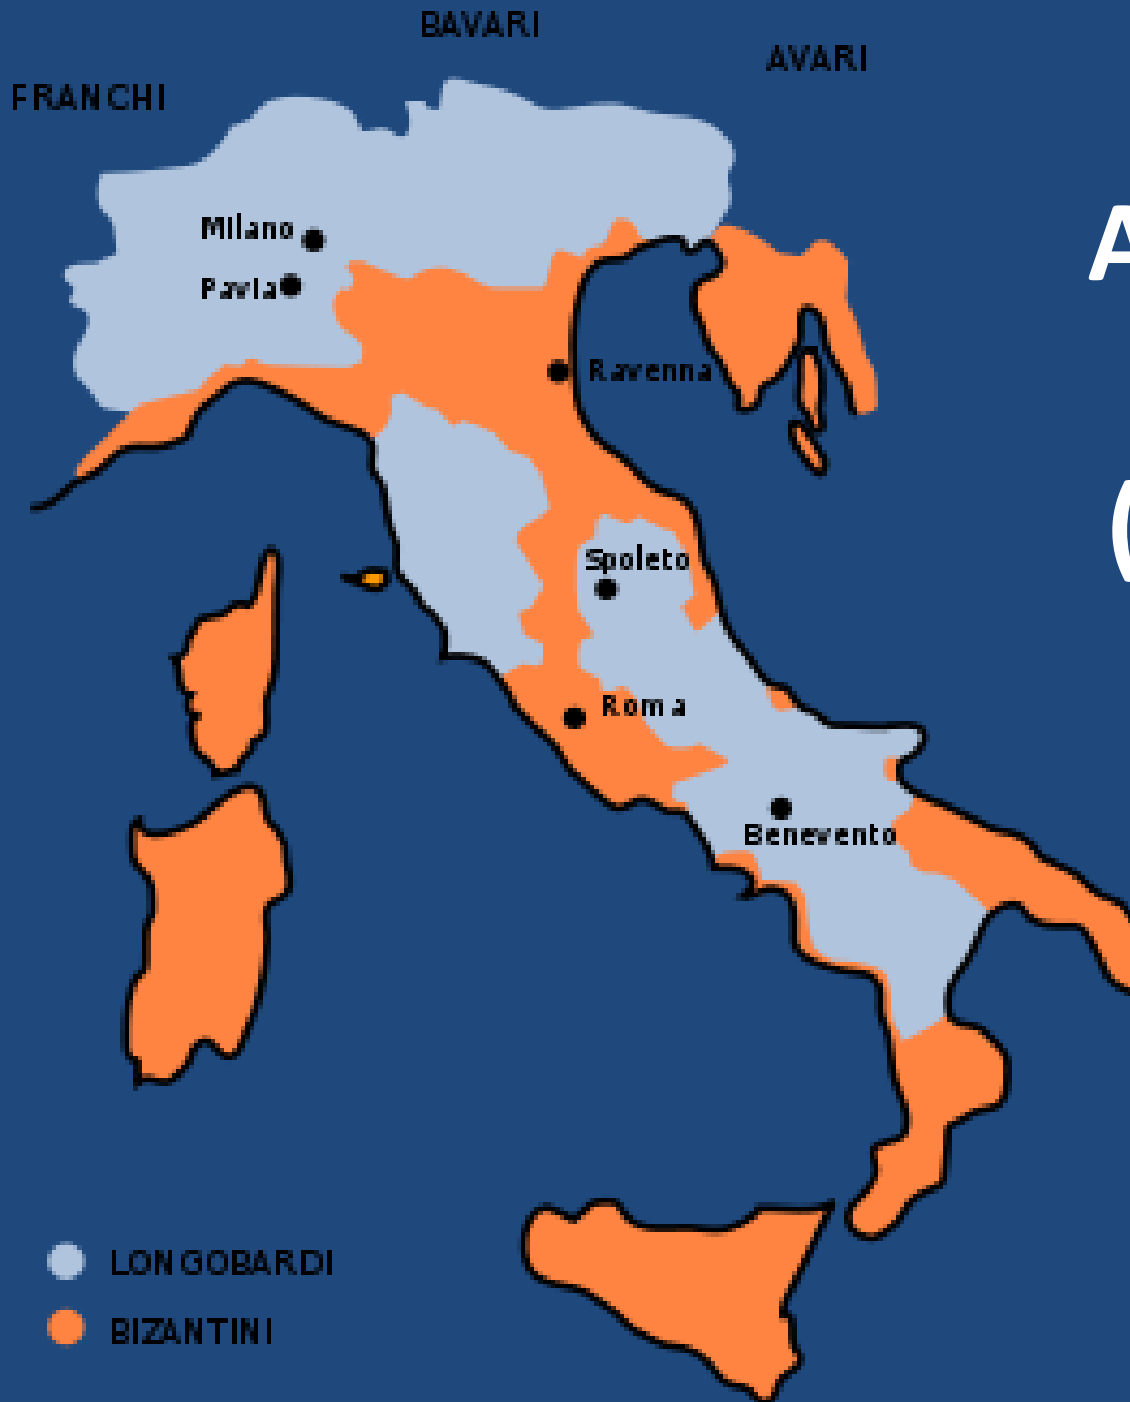 BAVARI
AVARI
FRANCHI
Milano
Pavia
Ravenna
Spoleto
Roma
Benevento
LONGOBARDI
BIZANTINI
A
(